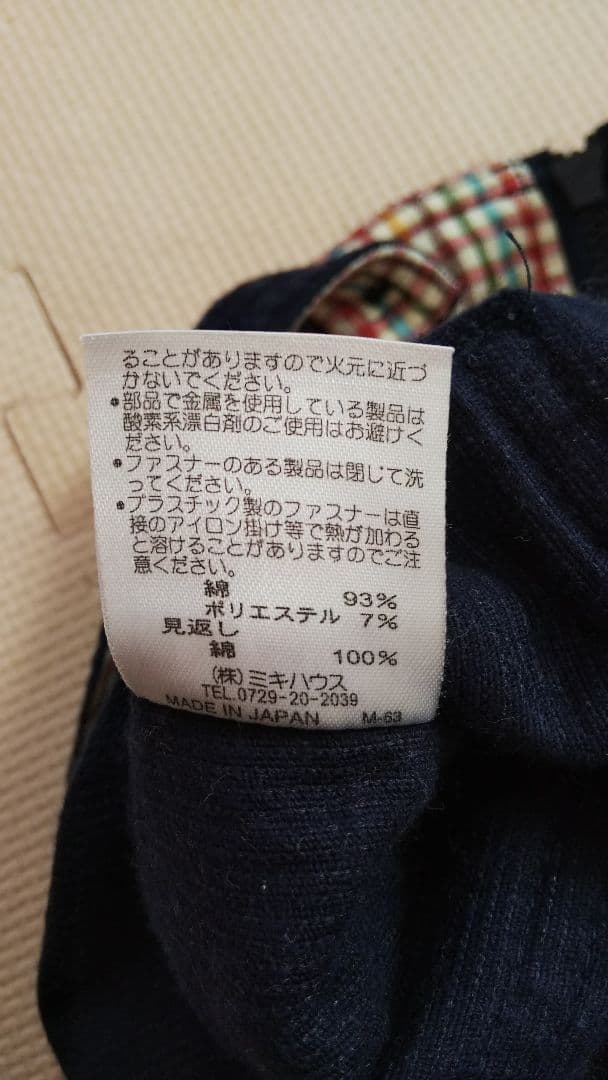 ることがありますので火元に近づ
かないでください。
•部品で金属を使用している製品は
酸素系漂白剤のご使用はお避けく
ださい。
•ファスナーのある製品は閉じて洗
ってください。
•プラスチック製のファスナーは直
接のアイロン掛け等で熱が加わる
と溶けることがありますのでご注
意ください。
綿 93%
ポリエステル 7%
見返し
綿 100%
(株)ミキハウス
TEL.0729-20-2039
MADE IN JAPAN M-63